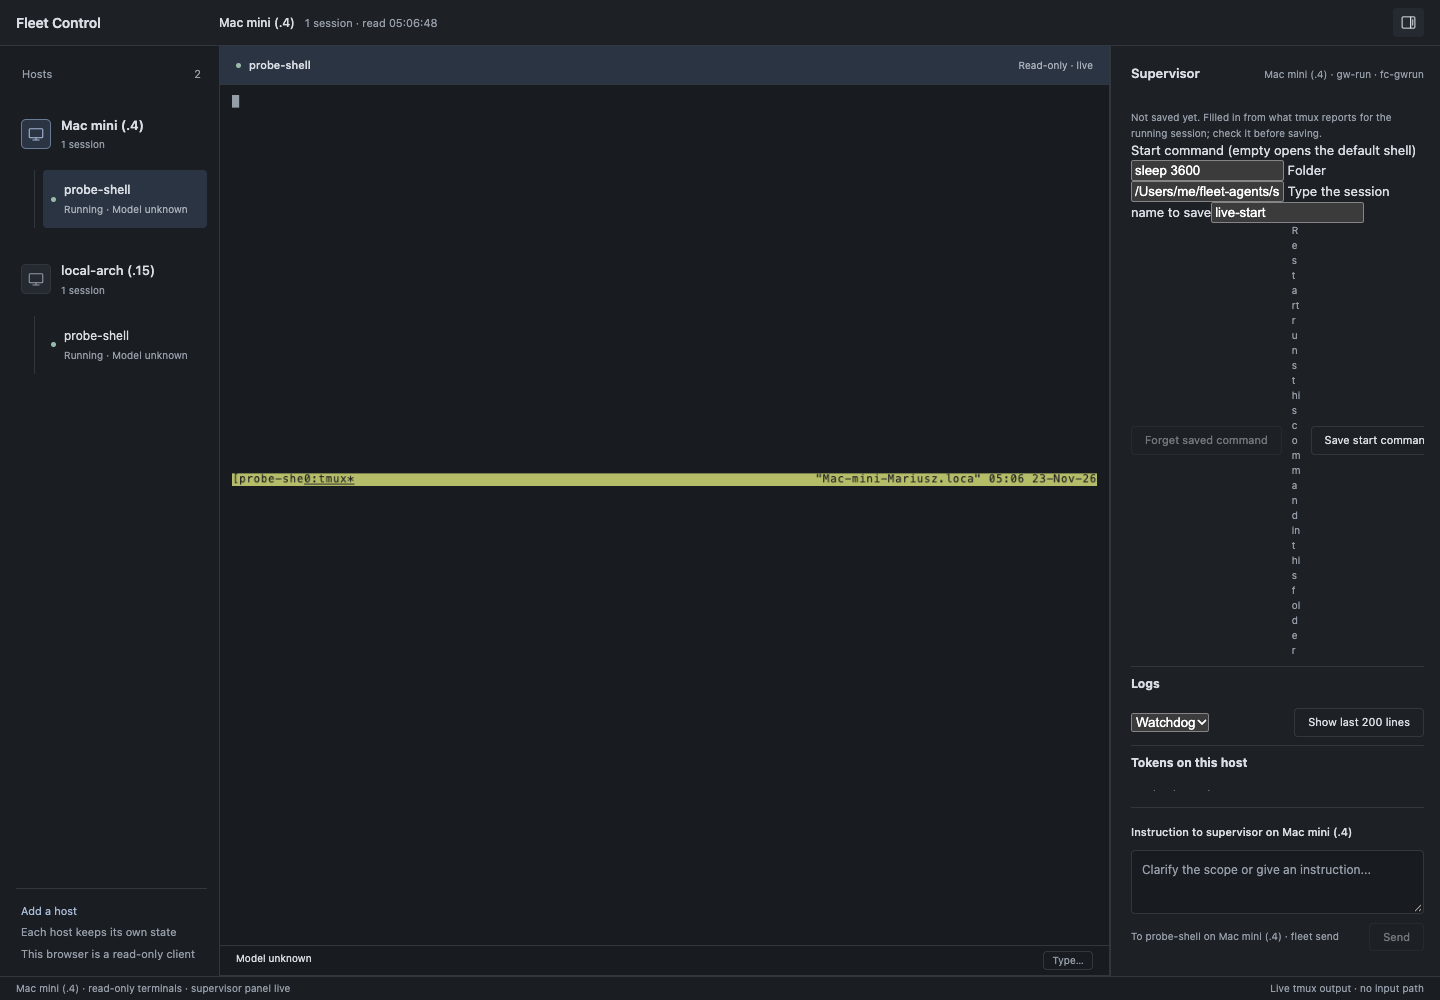 Fleet Control
Mac mini (.4) 1 session · read 05:06:48
Hosts 2
Mac mini (.4)
1 session
probe-shell
Running · Model unknown
local-arch (.15)
1 session
probe-shell
Running · Model unknown
Add a host
Each host keeps its own state
This browser is a read-only client
probe-shell Read-only · live
[probe-she0:tmux* "Mac-mini-Mariusz.loca" 05:06 23-Nov-26
Model unknown Type...
Supervisor Mac mini (.4) · gw-run · fc-gwrun
Not saved yet. Filled in from what tmux reports for the
running session; check it before saving.
Start command (empty opens the default shell)
sleep 3600 Folder
/Users/me/fleet-agents/s Type the session
name to save live-start
Forget saved command
R
e
s
t
a
rt
r
u
n
s
t
hi
s
c
o
m
m
a
n
d
in
t
hi
s
f
ol
d
e
r
Save start comman
Logs
Watchdog Show last 200 lines
Tokens on this host
Instruction to supervisor on Mac mini (.4)
Clarify the scope or give an instruction...
To probe-shell on Mac mini (.4) · fleet send Send
Mac mini (.4) · read-only terminals · supervisor panel live
Live tmux output · no input path